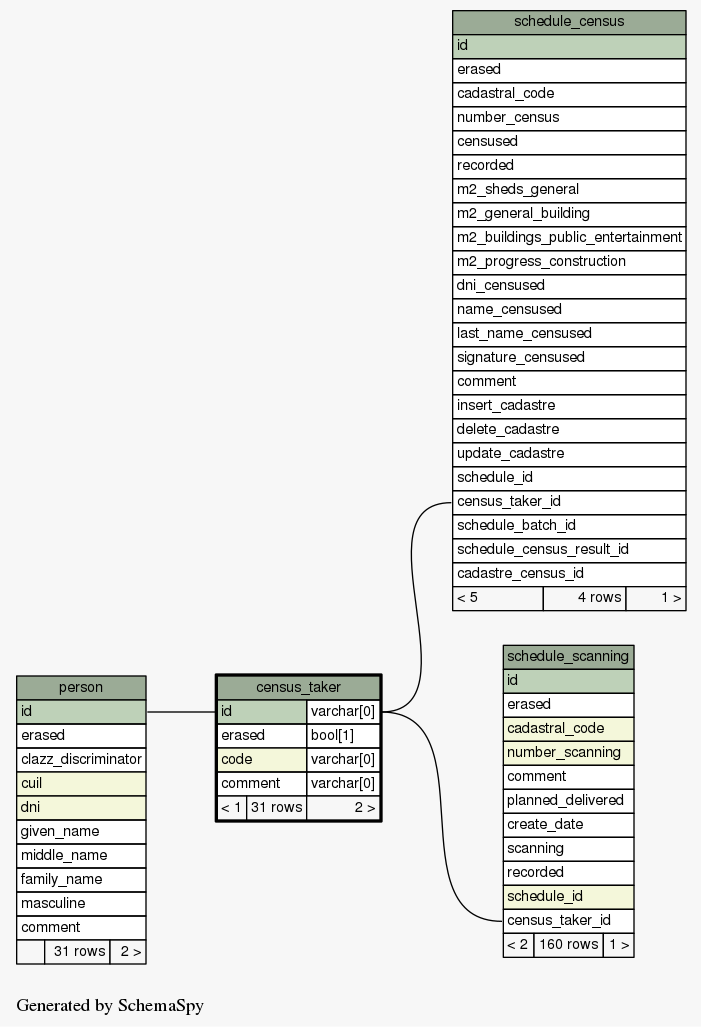 schedule_census
id
erased
cadastral_code
number_census
censused
recorded
m2_sheds_general
m2_general_building
m2_buildings_public_entertainment
m2_progress_construction
dni_censused
name_censused
last_name_censused
signature_censused
comment
insert_cadastre
delete_cadastre
update_cadastre
schedule_id
census_taker_id
schedule_batch_id
schedule_census_result_id
cadastre_census_id
< 5 4 rows 1 >
person
id
erased
clazz_discriminator
cuil
dni
given_name
middle_name
family_name
masculine
comment
31 rows 2 >
census_taker
id varchar[0]
erased bool[1]
code varchar[0]
comment varchar[0]
< 1 31 rows 2 >
schedule_scanning
id
erased
cadastral_code
number_scanning
comment
planned_delivered
create_date
scanning
recorded
schedule_id
census_taker_id
< 2 160 rows 1 >
Generated by SchemaSpy